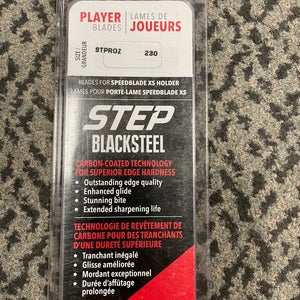 PLAYER
BLADES
LAMES DE
JOUEURS
SIZE /
GRANDEUR
STPROZ
230
BLADES FOR SPEEDBLADE XS HOLDER
LAMES POUR PORTE-LAME SPEEDBLADE XS
STEP
BLACKSTEEL
CARBON-COATED TECHNOLOGY
FOR SUPERIOR EDGE HARDNESS
• Outstanding edge quality
• Enhanced glide
• Stunning bite
• Extended sharpening life
TECHNOLOGIE DE REVÊTEMENT DE
CARBONE POUR DES TRANCHANTS
D'UNE DURETÉ SUPÉRIEURE
• Tranchant inégalé
• Glisse améliorée
• Mordant exceptionnel
• Durée d'affûtage
prolongée